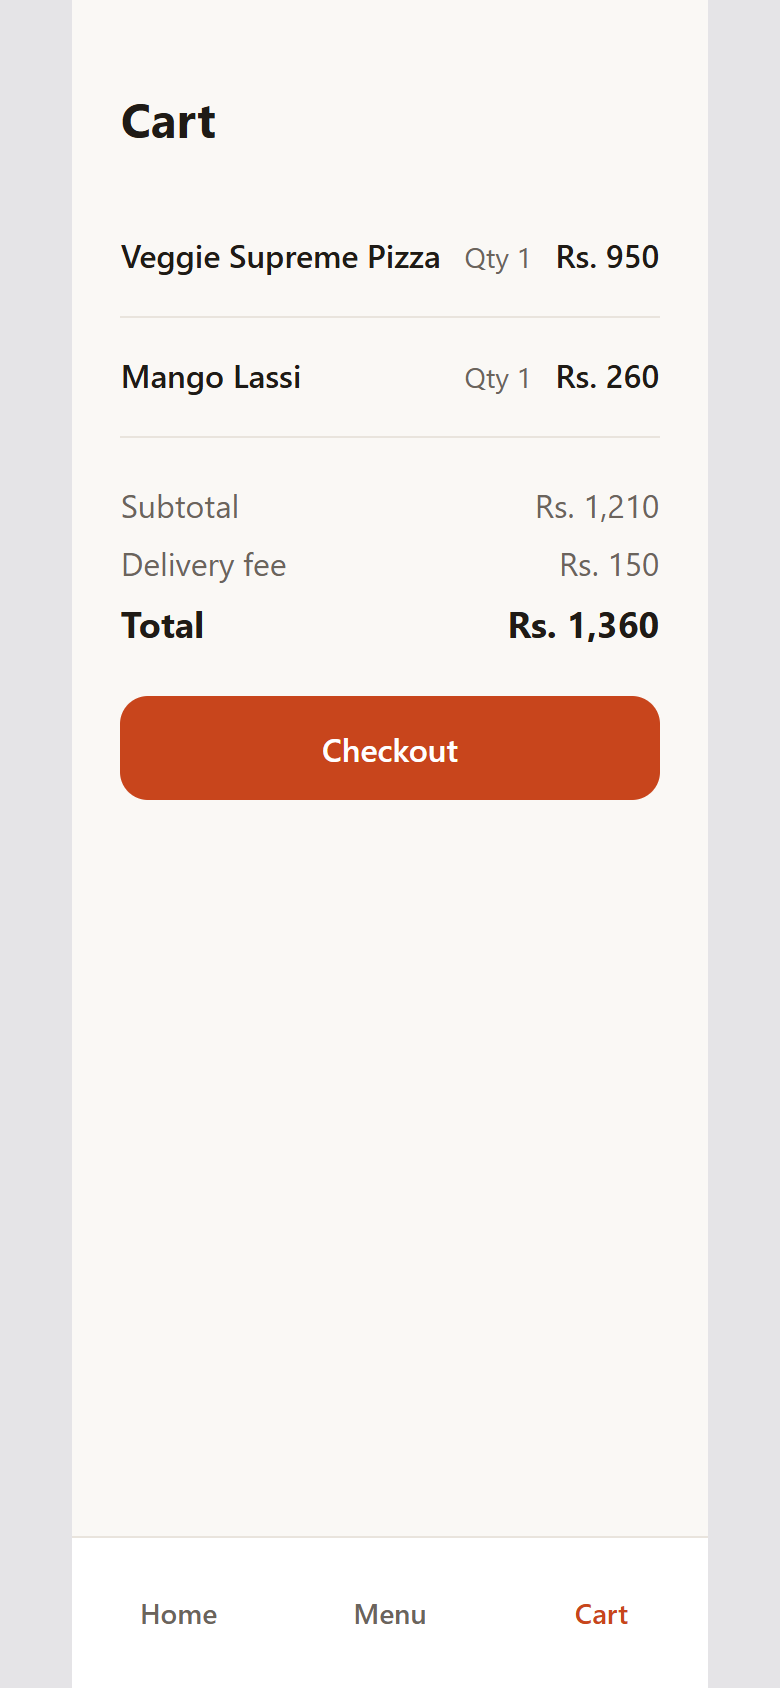 Cart
Veggie Supreme Pizza Qty 1 Rs. 950
Mango Lassi Qty 1 Rs. 260
Subtotal Rs. 1,210
Delivery fee Rs. 150
Total Rs. 1,360
Checkout
Home Menu Cart